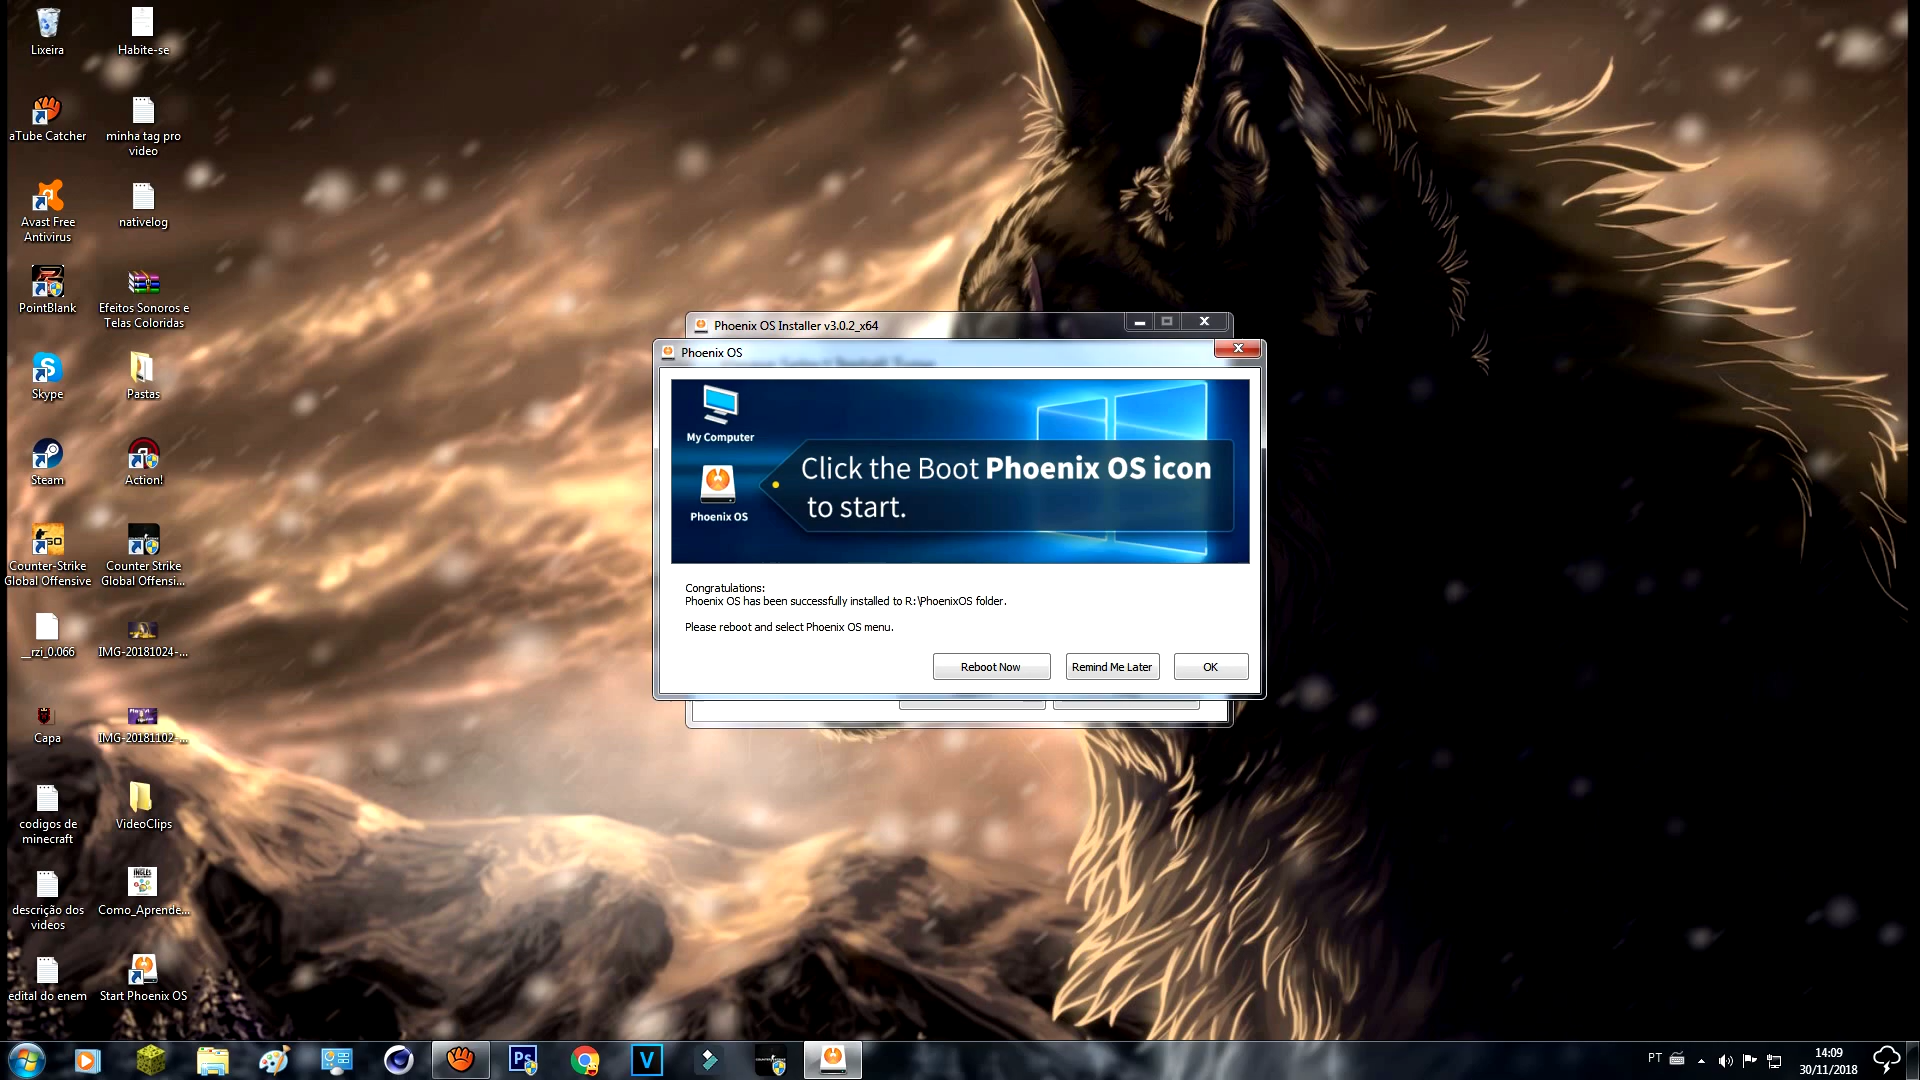 Lixeira
Habite-se
aTube Catcher
minha tag pro
video
Avast Free
Antivirus
nativelog
PointBlank
Efeitos Sonoros e
Telas Coloridas
Skype
Pastas
Steam
Action!
Counter-Strike
Global Offensive
Counter Strike
Global Offensi...
__rzi_0.066
IMG-20181024-...
Capa
IMG-20181102-...
codigos de
minecraft
VideoClips
descrição dos
videos
Como_Aprende...
edital do enem
Start Phoenix OS
Phoenix OS Installer v3.0.2_x64
Phoenix OS
My Computer
Phoenix OS
Click the Boot Phoenix OS icon
to start.
Congratulations:
Phoenix OS has been successfully installed to R:\PhoenixOS folder.
Please reboot and select Phoenix OS menu.
Reboot Now
Remind Me Later
OK
INGLÊS
Ps
V
PT
14:09
30/11/2018